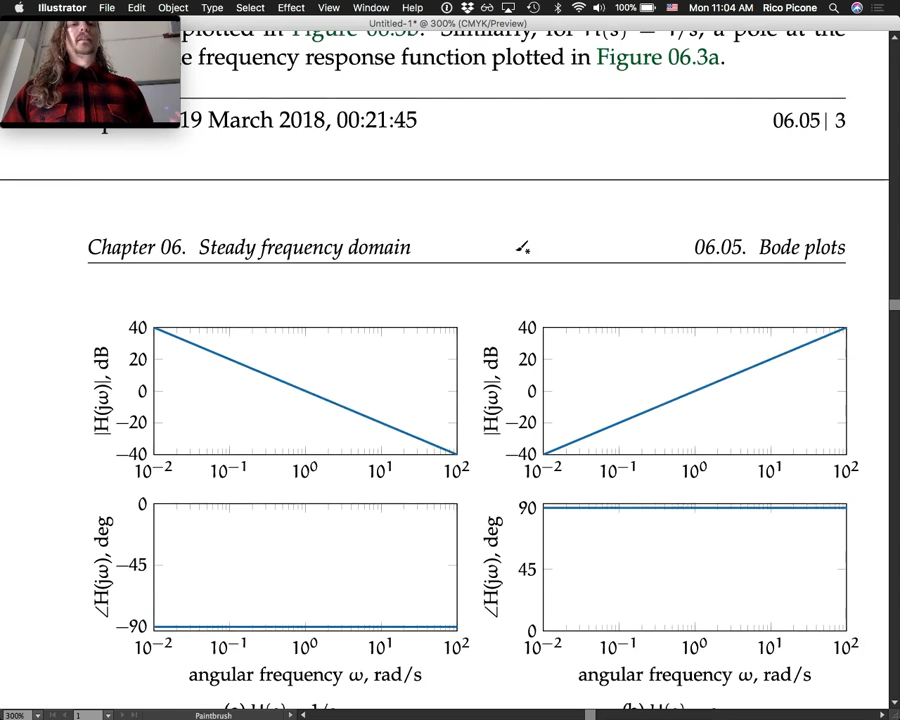 Illustrator File Edit Object Type Select Effect View Window Help 100% Mon 11:04 AM Rico Picone
Untitled-1* @ 300% (CMYK/Preview)
plotted in Figure 06.3b. Similarly, for H(s) = 1/s, a pole at the
e frequency response function plotted in Figure 06.3a.
19 March 2018, 00:21:45 06.05 | 3
Chapter 06. Steady frequency domain 06.05. Bode plots
40
20
0
−20
−40
|H(jω)|, dB
10⁻² 10⁻¹ 10⁰ 10¹ 10²
40
20
0
−20
−40
|H(jω)|, dB
10⁻² 10⁻¹ 10⁰ 10¹ 10²
0
−45
−90
∠H(jω), deg
10⁻² 10⁻¹ 10⁰ 10¹ 10²
angular frequency ω, rad/s
90
45
0
∠H(jω), deg
10⁻² 10⁻¹ 10⁰ 10¹ 10²
angular frequency ω, rad/s
300% 1 Paintbrush